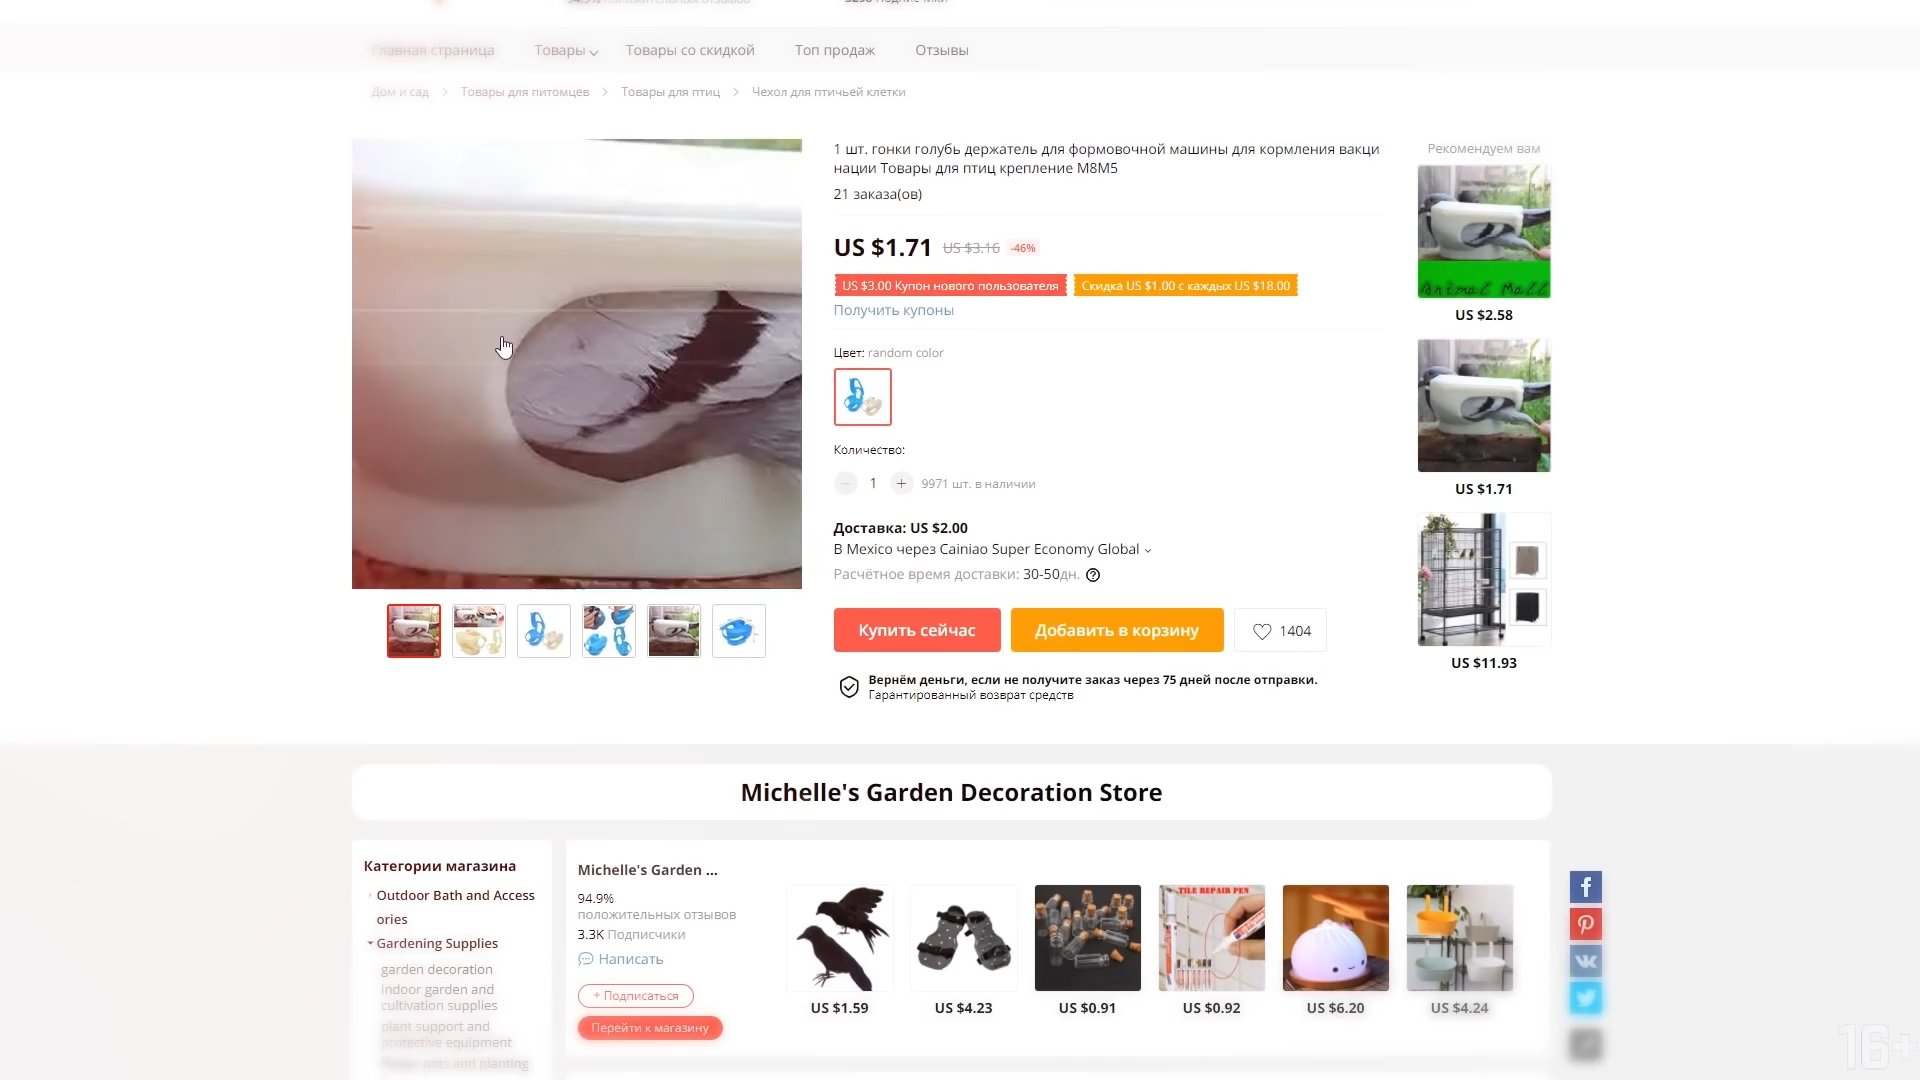 Главная страница
Товары
Товары со скидкой
Топ продаж
Отзывы
Дом и сад
Товары для питомцев
Товары для птиц
Чехол для птичьей клетки
1 шт. гонки голубь держатель для формовочной машины для кормления вакци
нации Товары для птиц крепление M8M5
21 заказа(ов)
US $1.71 US $3.16 -46%
US $3.00 Купон нового пользователя
Скидка US $1.00 с каждых US $18.00
Получить купоны
Цвет: random color
Количество:
1
9971 шт. в наличии
Доставка: US $2.00
В Mexico через Cainiao Super Economy Global
Расчётное время доставки: 30-50дн.
Купить сейчас
Добавить в корзину
1404
Вернём деньги, если не получите заказ через 75 дней после отправки.
Гарантированный возврат средств
Рекомендуем вам
Animal Mall
US $2.58
US $1.71
US $11.93
Michelle's Garden Decoration Store
Категории магазина
Outdoor Bath and Access
ories
Gardening Supplies
garden decoration
indoor garden and
cultivation supplies
plant support and
protective equipment
Michelle's Garden ...
94.9%
положительных отзывов
3.3K Подписчики
Написать
+ Подписаться
Перейти к магазину
US $1.59
US $4.23
US $0.91
TILE REPAIR PEN
US $0.92
US $6.20
US $4.24
16+